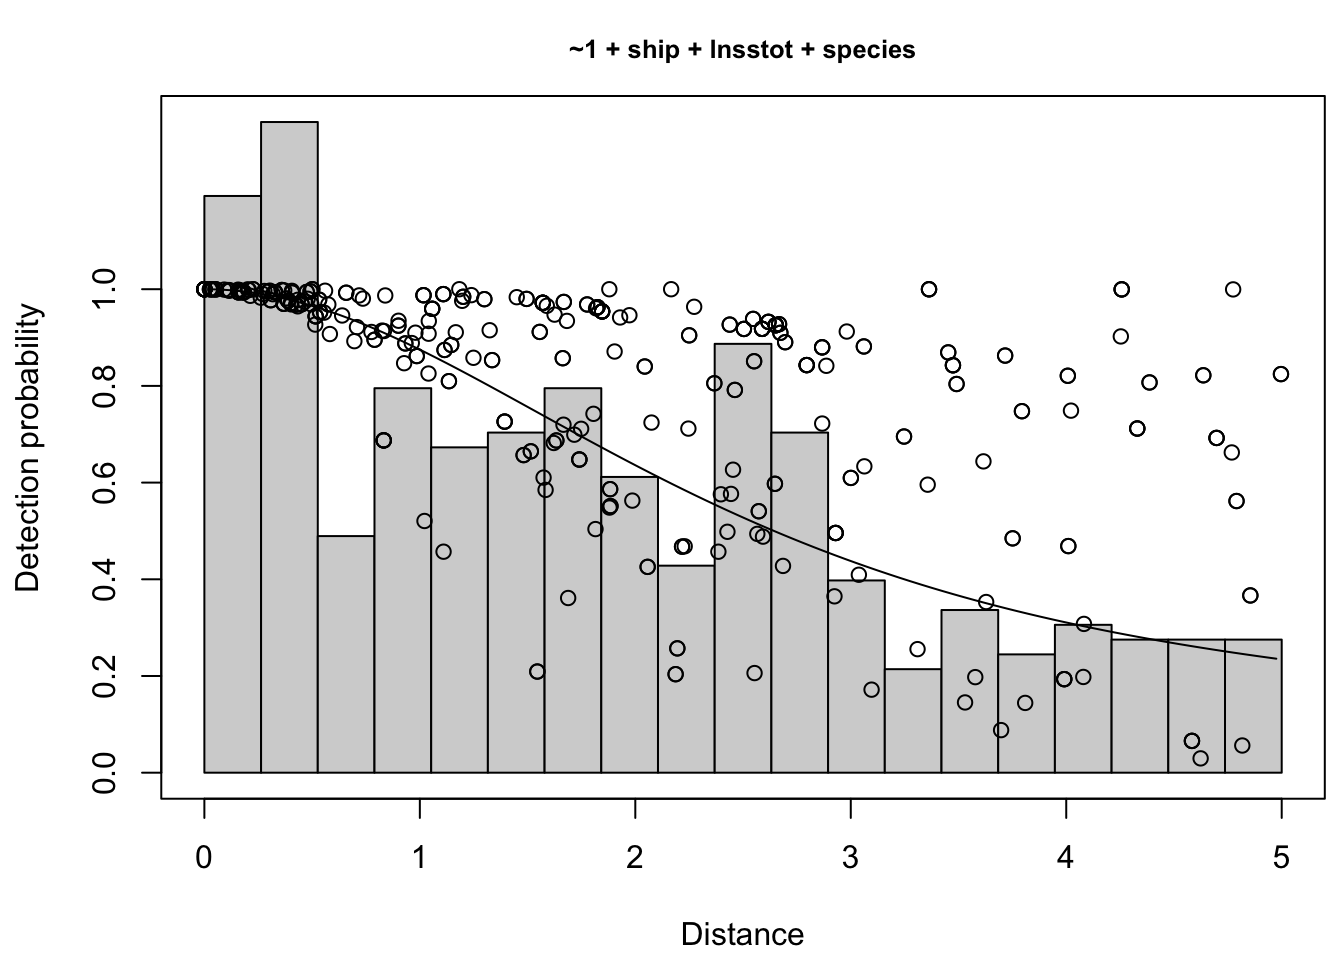 ~1 + ship + lnsstot + species
Detection probability
1.0
0.8
0.6
0.4
0.2
0.0
0 1 2 3 4 5
Distance